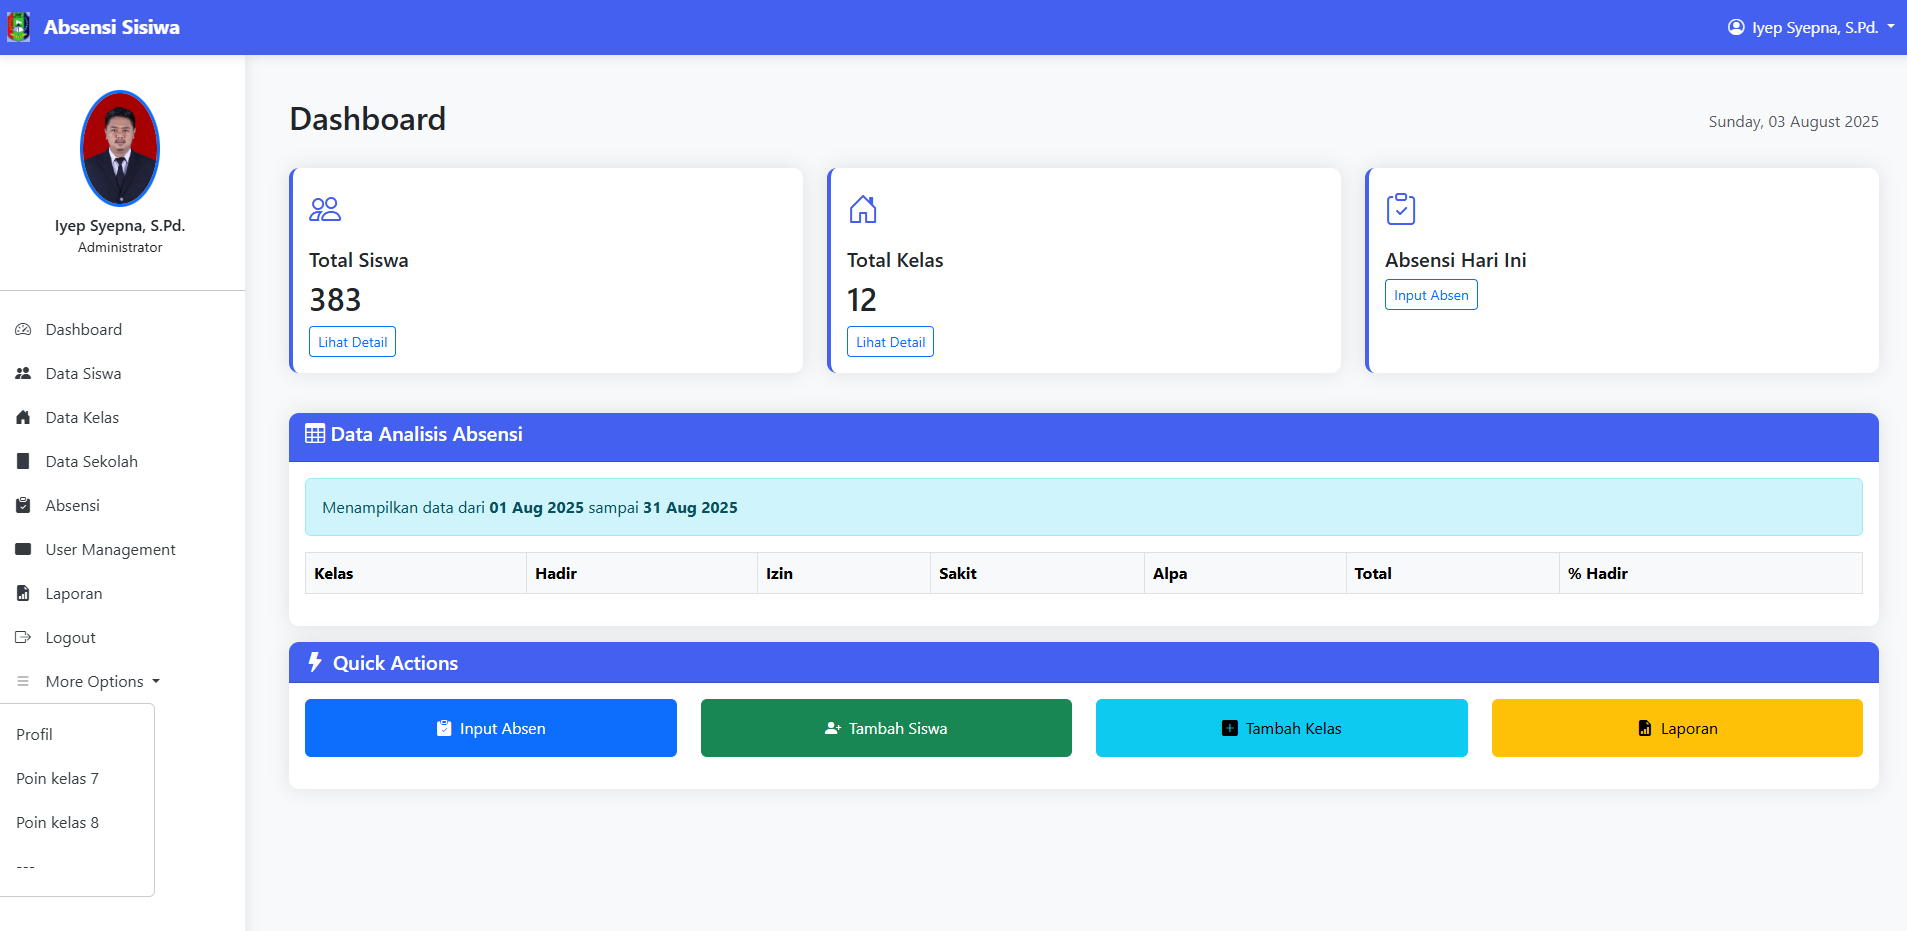 Absensi Sisiwa
Iyep Syepna, S.Pd.
Iyep Syepna, S.Pd.
Administrator
Dashboard
Data Siswa
Data Kelas
Data Sekolah
Absensi
User Management
Laporan
Logout
More Options
Profil
Poin kelas 7
Poin kelas 8
---
Dashboard
Sunday, 03 August 2025
Total Siswa
383
Lihat Detail
Total Kelas
12
Lihat Detail
Absensi Hari Ini
Input Absen
Data Analisis Absensi
Menampilkan data dari 01 Aug 2025 sampai 31 Aug 2025
Kelas Hadir Izin Sakit Alpa Total % Hadir
Quick Actions
Input Absen Tambah Siswa Tambah Kelas Laporan